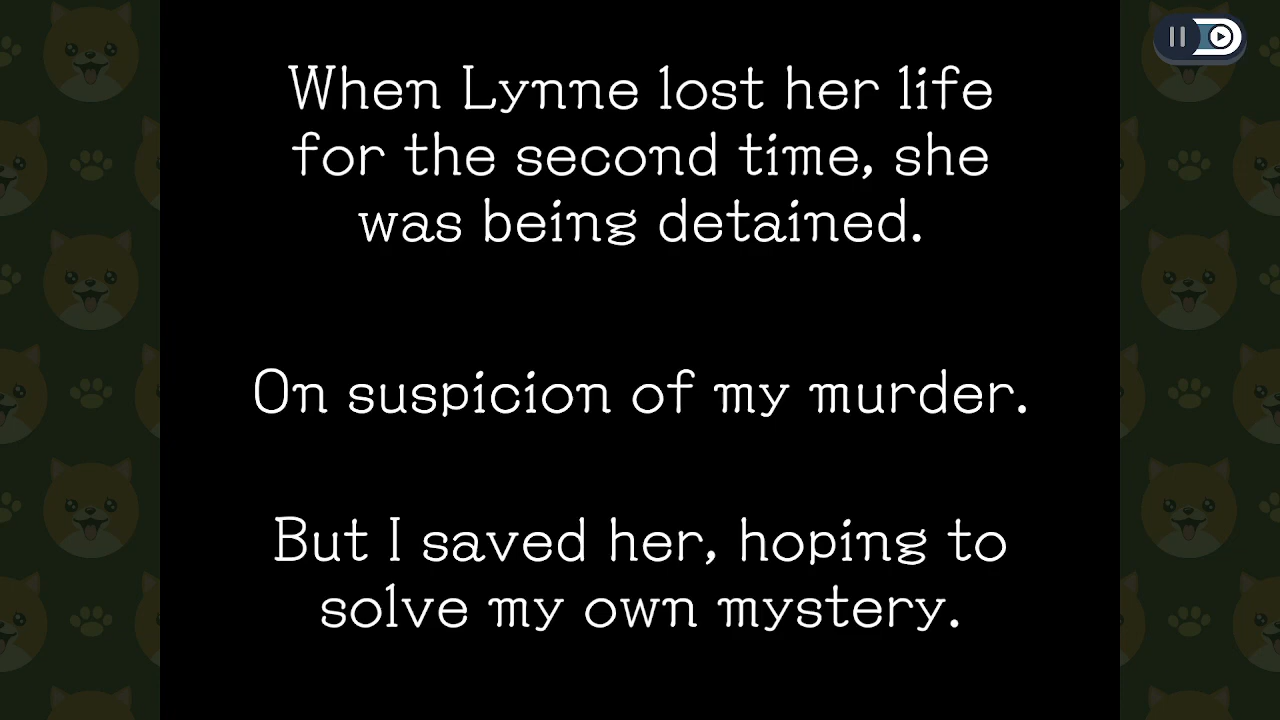 When Lynne lost her life
for the second time, she
was being detained.
On suspicion of my murder.
But I saved her, hoping to
solve my own mystery.